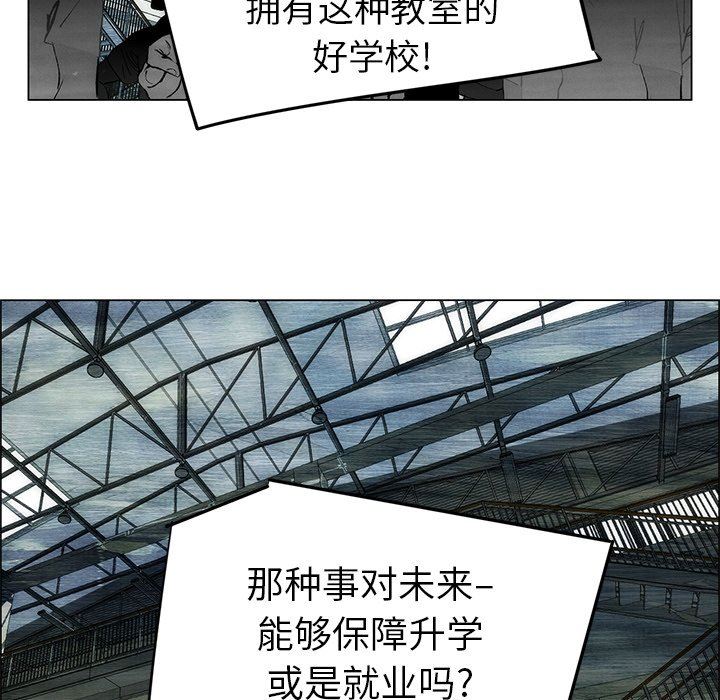 拥有这种教室的
好学校!
那种事对未来-
能够保障升学
或是就业吗?